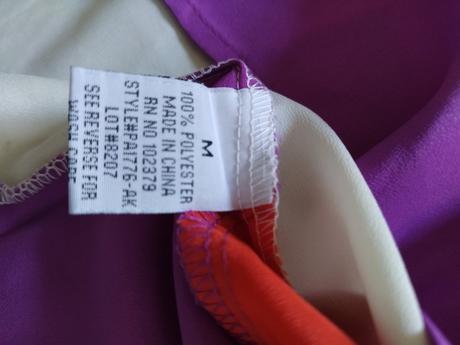 M
100% POLYESTER
MADE IN CHINA
RN NO 102379
STYLE#PA1776-AK
LOT#8207
SEE REVERSE FOR
WASH CARE